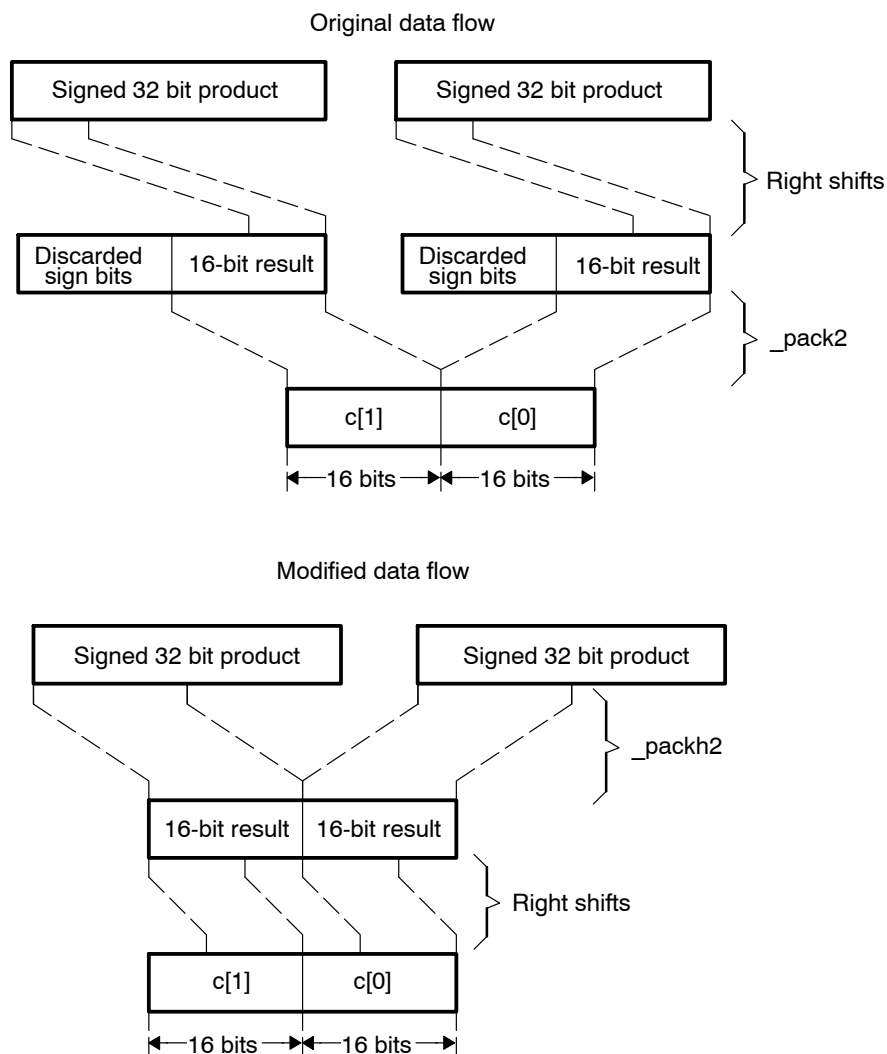 Original data flow
Signed 32 bit product
Signed 32 bit product
Right shifts
Discarded
sign bits
16-bit result
Discarded
sign bits
16-bit result
_pack2
c[1]
c[0]
16 bits
16 bits
Modified data flow
Signed 32 bit product
Signed 32 bit product
_packh2
16-bit result
16-bit result
Right shifts
c[1]
c[0]
16 bits
16 bits